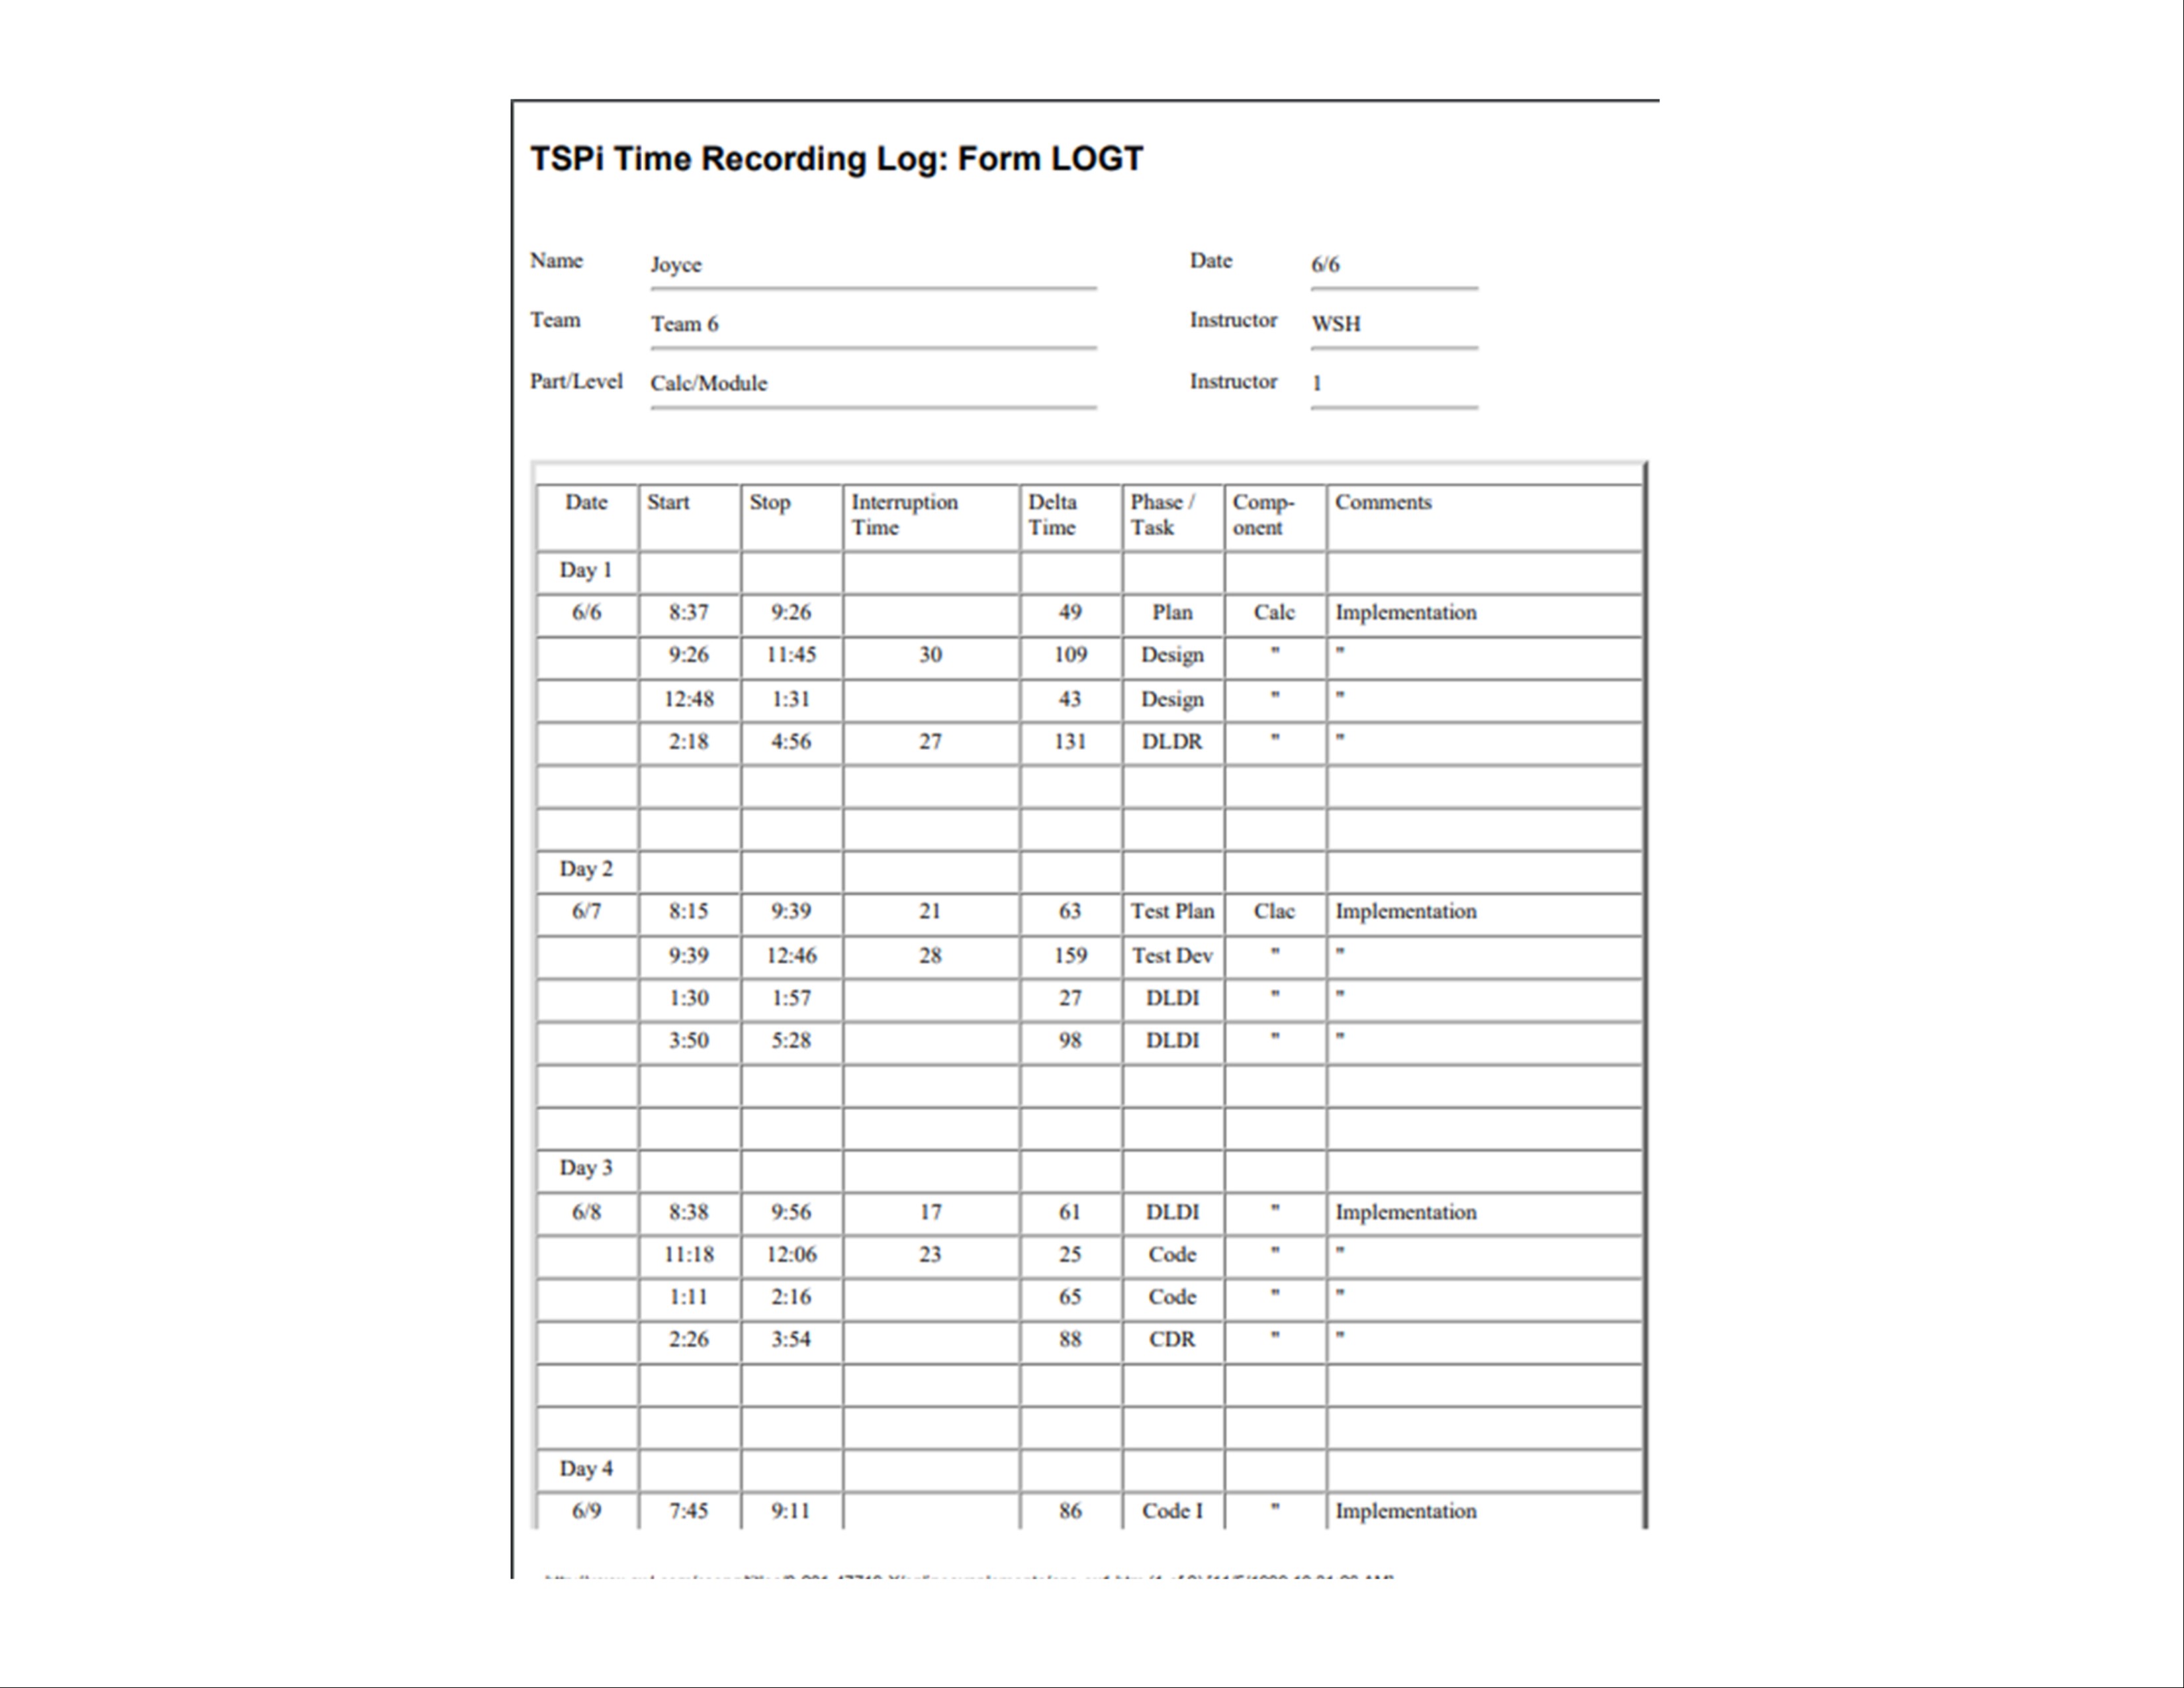 TSPi Time Recording Log: Form LOGT
Name Joyce Date 6/6
Team Team 6 Instructor WSH
Part/Level Calc/Module Instructor 1
Date Start Stop Interruption Time Delta Time Phase / Task Comp-onent Comments
Day 1
6/6 8:37 9:26 49 Plan Calc Implementation
9:26 11:45 30 109 Design " "
12:48 1:31 43 Design " "
2:18 4:56 27 131 DLDR " "
Day 2
6/7 8:15 9:39 21 63 Test Plan Clac Implementation
9:39 12:46 28 159 Test Dev " "
1:30 1:57 27 DLDI " "
3:50 5:28 98 DLDI " "
Day 3
6/8 8:38 9:56 17 61 DLDI " Implementation
11:18 12:06 23 25 Code " "
1:11 2:16 65 Code " "
2:26 3:54 88 CDR " "
Day 4
6/9 7:45 9:11 86 Code I " Implementation